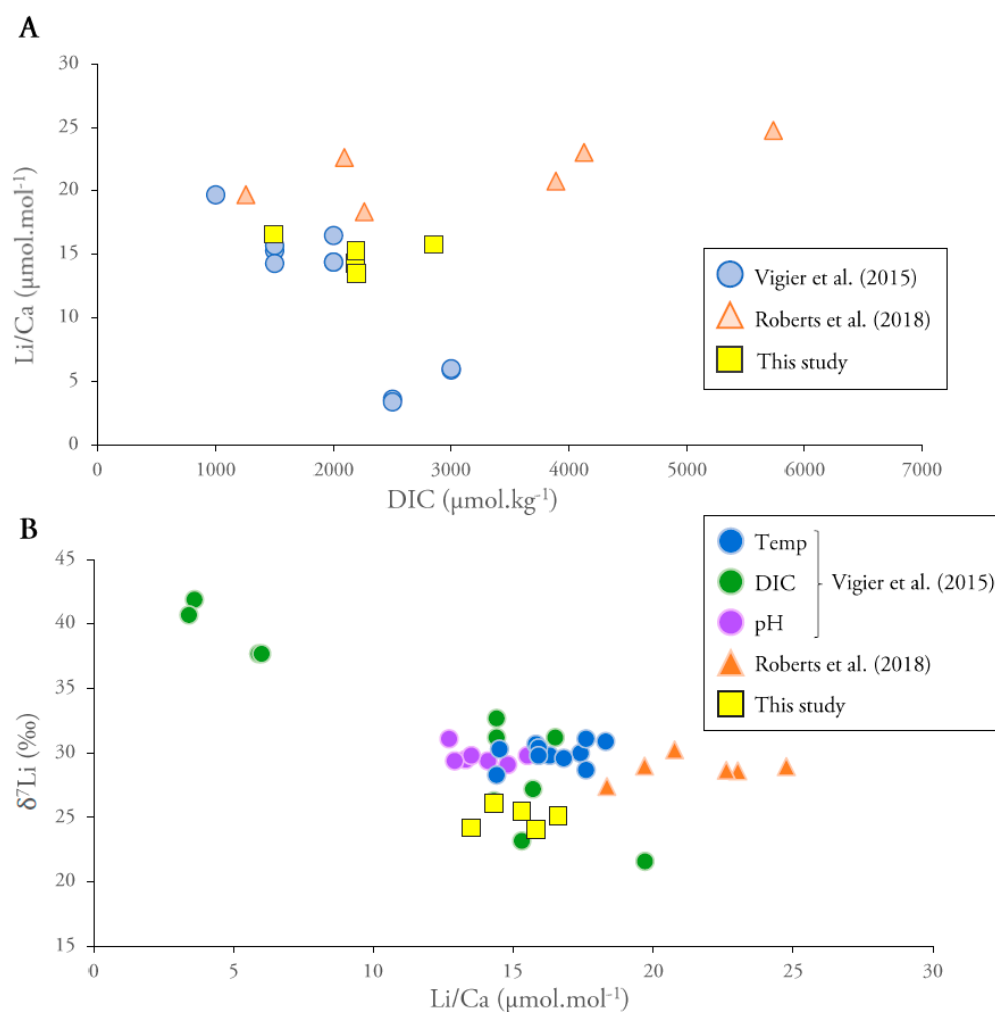 A
30
25
20
15
10
5
0
Li/Ca (µmol.mol⁻¹)
0 1000 2000 3000 4000 5000 6000 7000
DIC (µmol.kg⁻¹)
Vigier et al. (2015)
Roberts et al. (2018)
This study
B
45
40
35
30
25
20
15
δ⁷Li (‰)
0 5 10 15 20 25 30
Li/Ca (µmol.mol⁻¹)
Temp
DIC
pH
Vigier et al. (2015)
Roberts et al. (2018)
This study